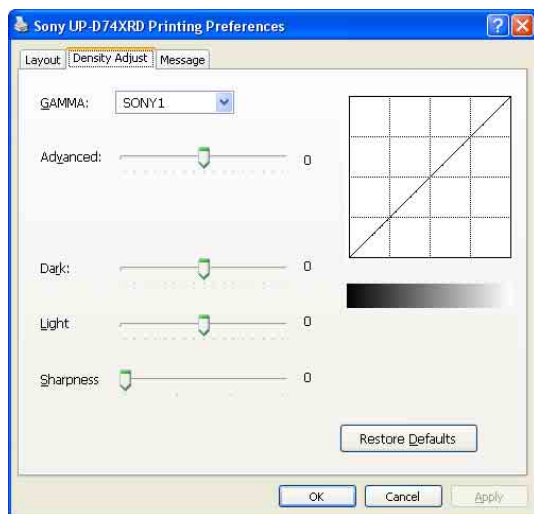 Sony UP-D74XRD Printing Preferences
Layout Density Adjust Message
GAMMA: SONY1
Advanced: 0
Dark: 0
Light 0
Sharpness 0
Restore Defaults
OK Cancel Apply